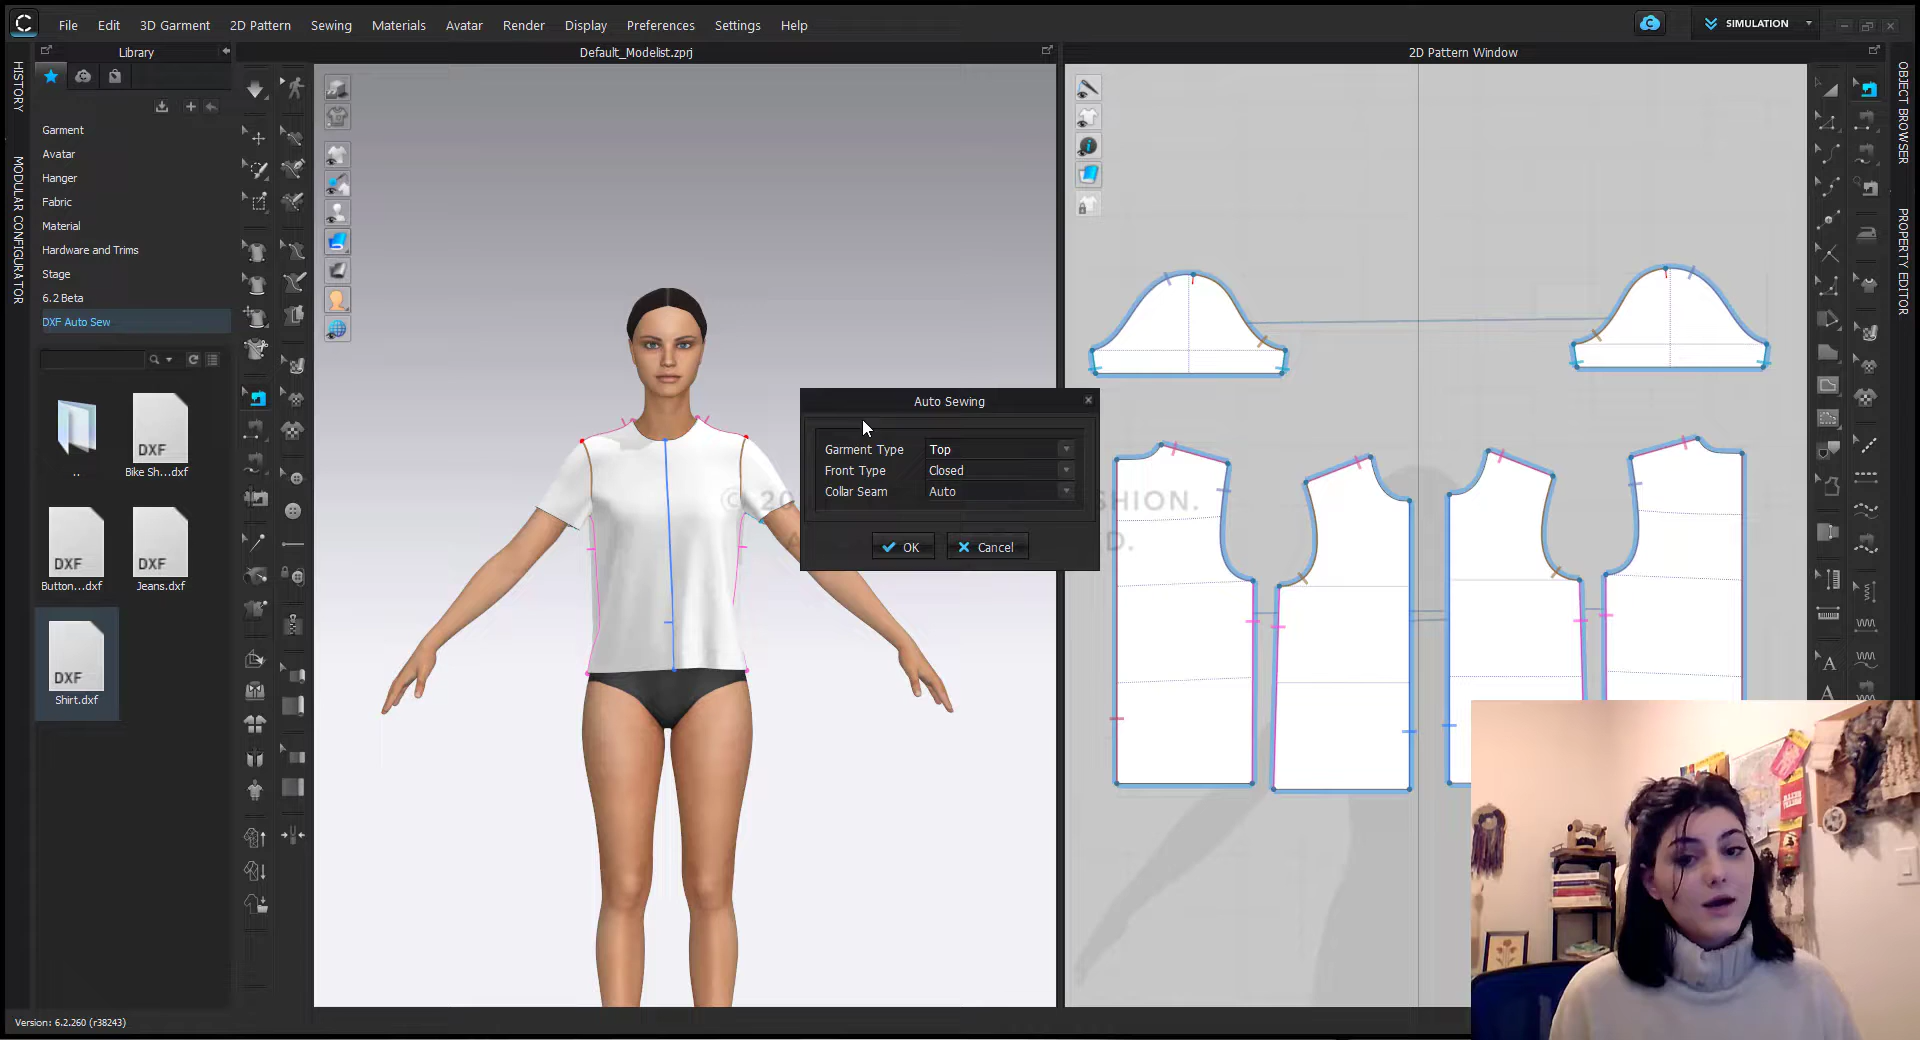 File Edit 3D Garment 2D Pattern Sewing Materials Avatar Render Display Preferences Settings Help
SIMULATION
Library
Default_Modelist.zprj
2D Pattern Window
HISTORY
MODULAR CONFIGURATOR
OBJECT BROWSER
PROPERTY EDITOR
Garment
Avatar
Hanger
Fabric
Material
Hardware and Trims
Stage
6.2 Beta
DXF Auto Sew
..
DXF
Bike Sh...dxf
DXF
Button...dxf
DXF
Jeans.dxf
DXF
Shirt.dxf
Auto Sewing
Garment Type Top
Front Type Closed
Collar Seam Auto
OK Cancel
Version: 6.2.260 (r38243)